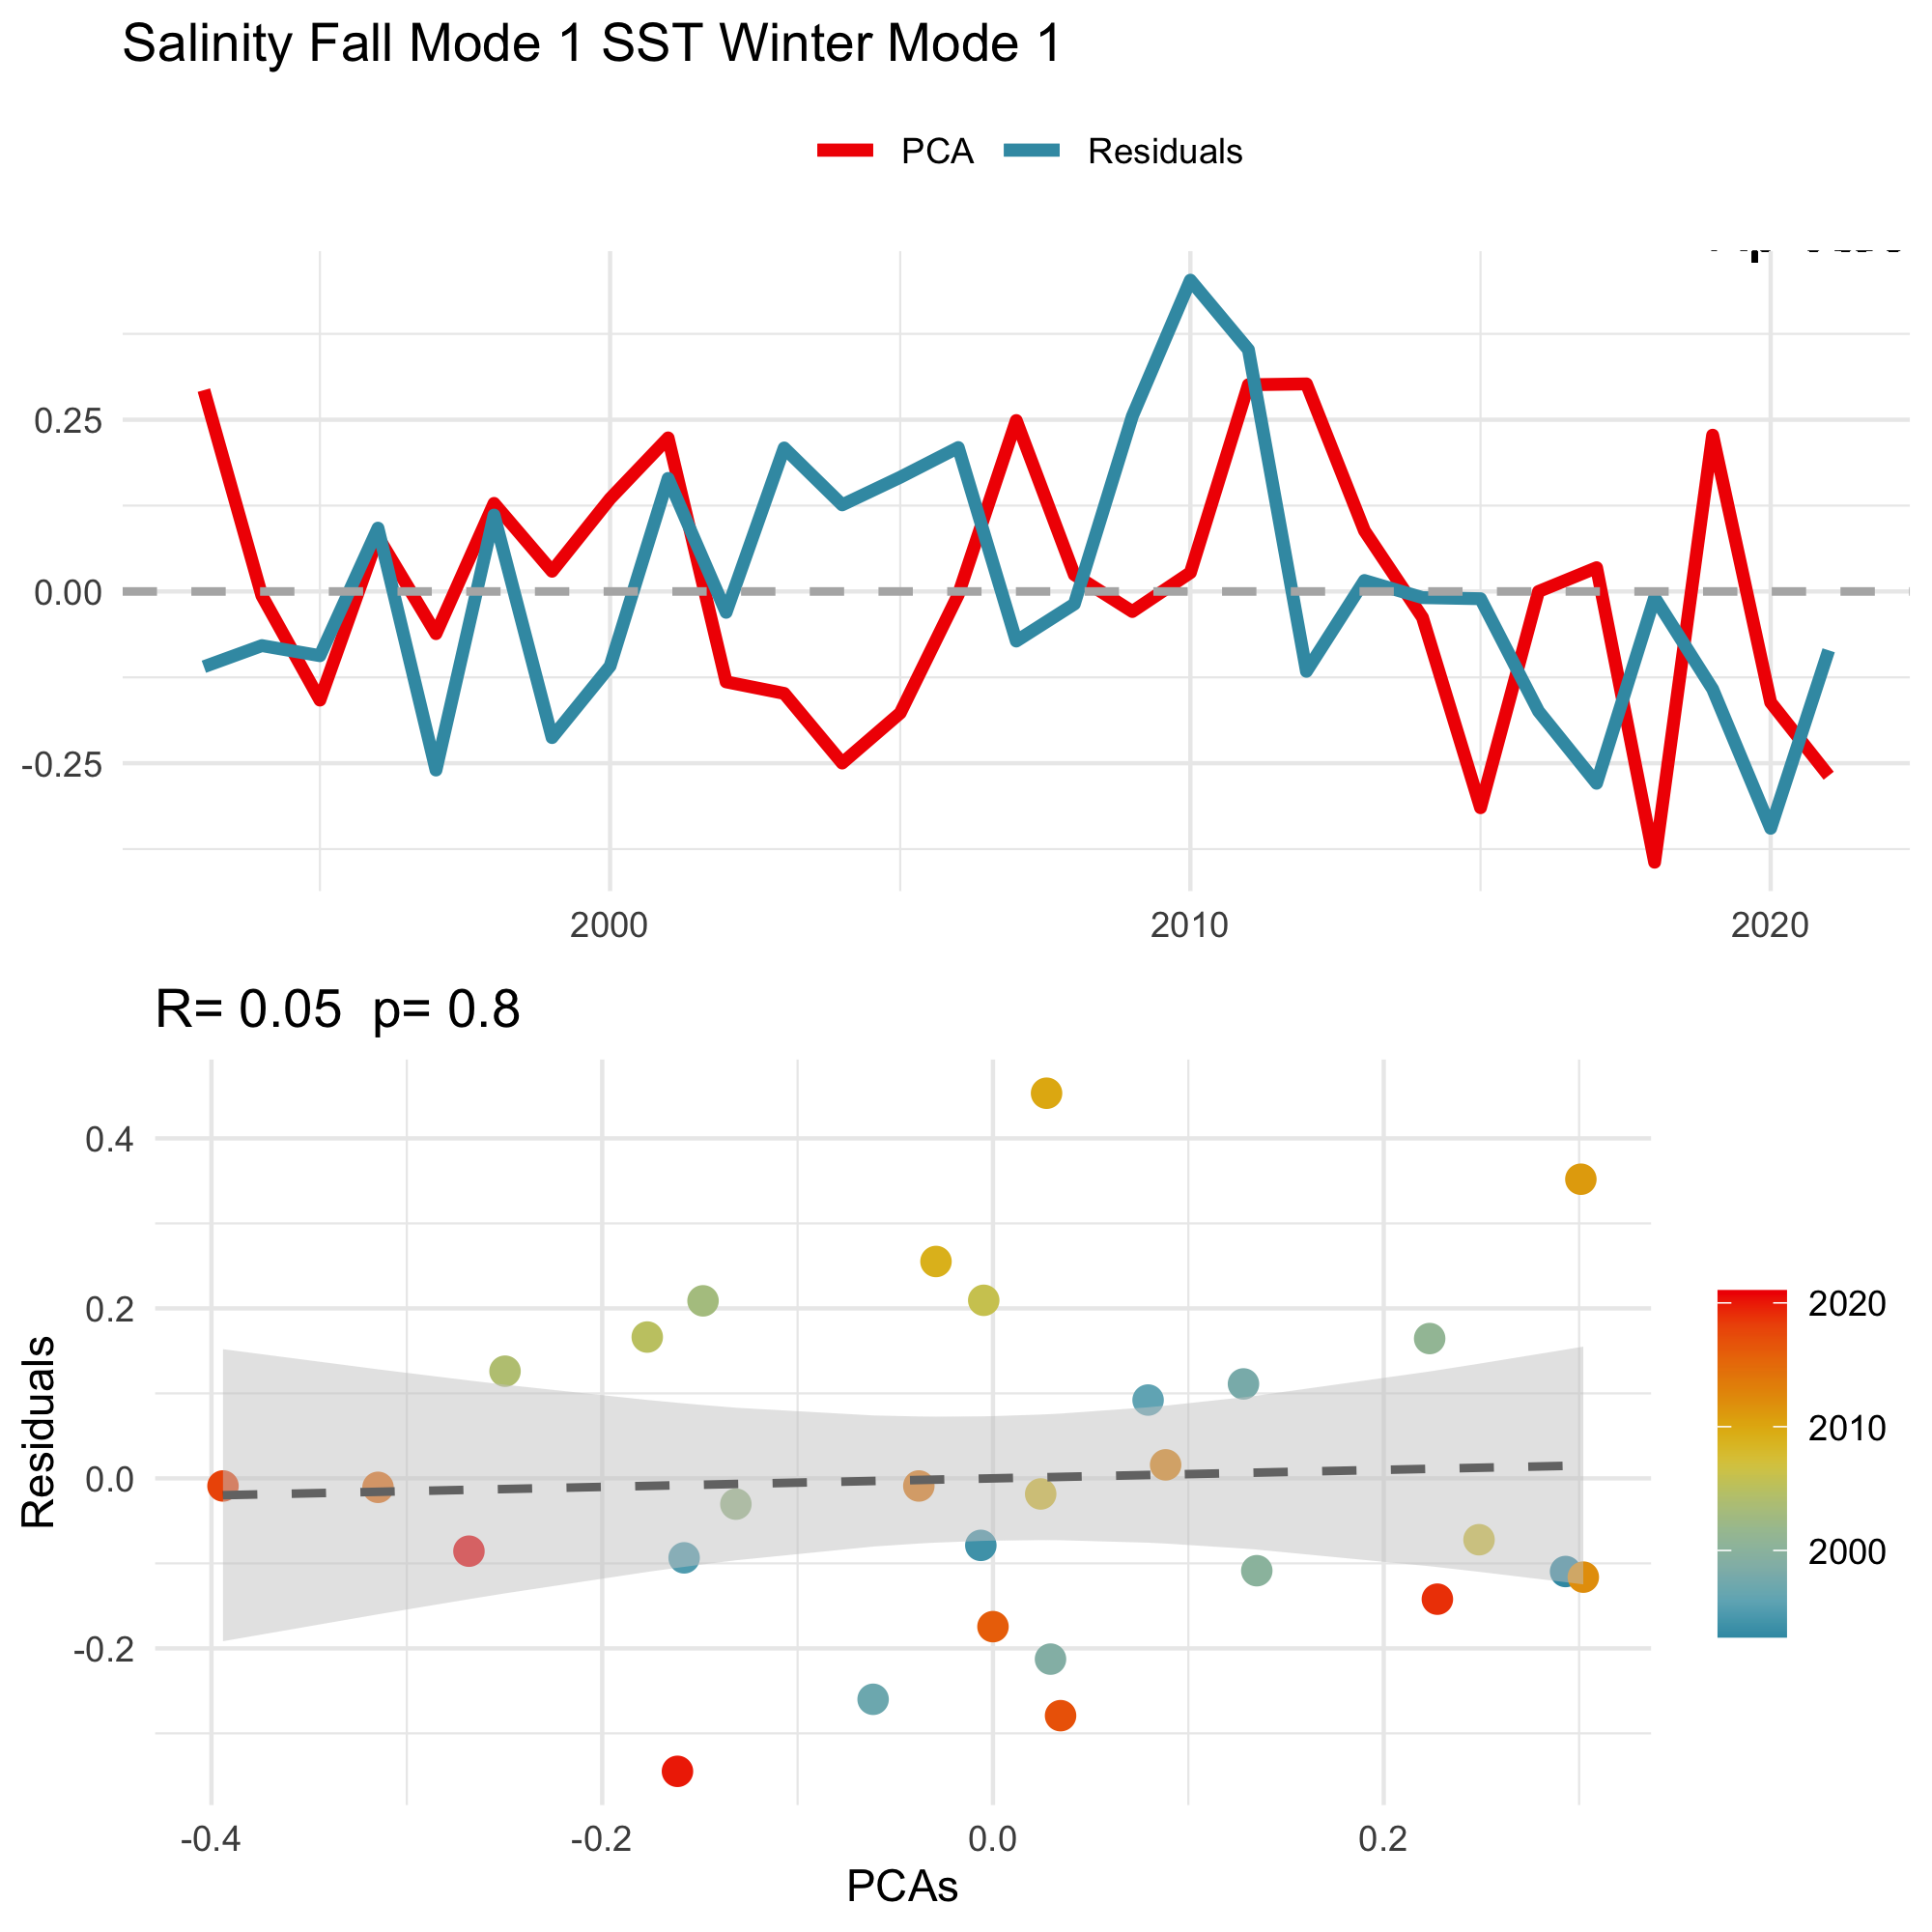 Salinity Fall Mode 1 SST Winter Mode 1
PCA Residuals
0.25
0.00
-0.25
2000 2010 2020
R= 0.05 p= 0.8
Residuals
0.4
0.2
0.0
-0.2
-0.4 -0.2 0.0 0.2
PCAs
2020
2010
2000